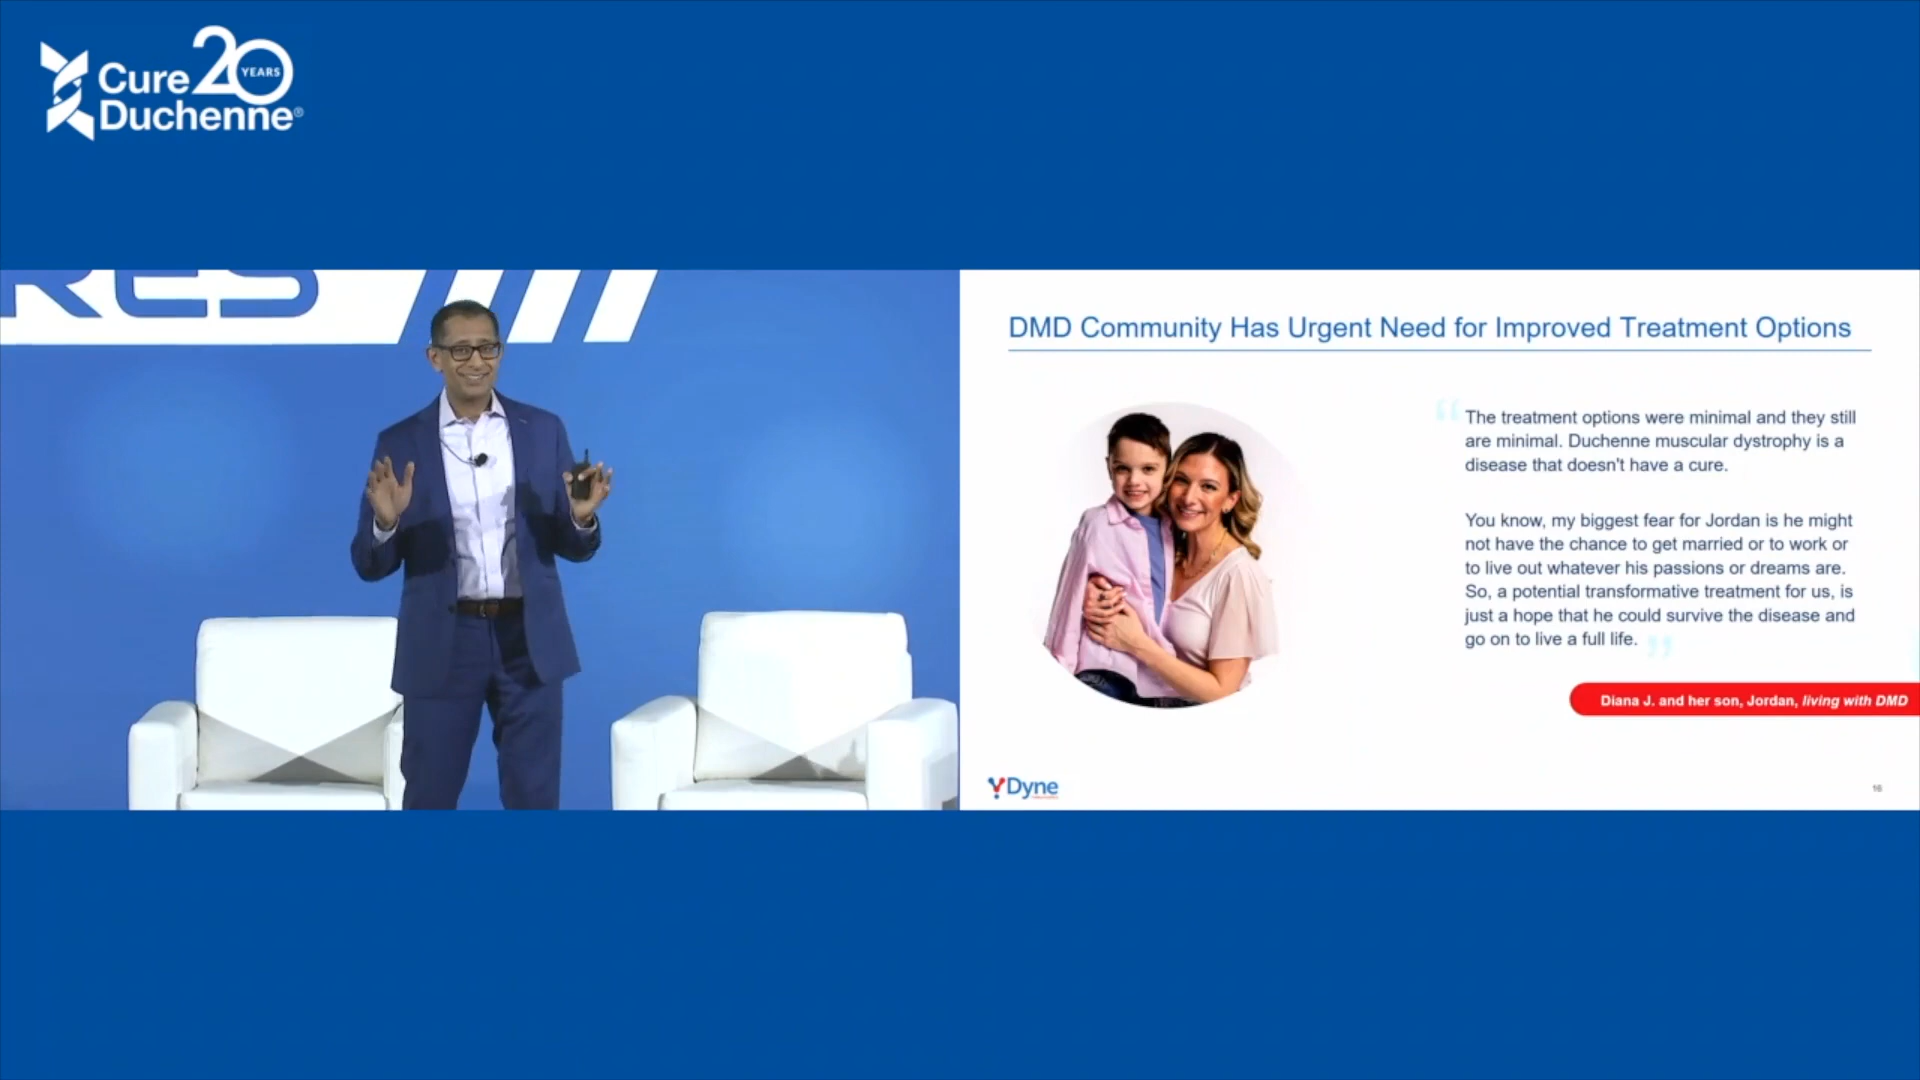 Cure 20 YEARS
Duchenne®
RES
DMD Community Has Urgent Need for Improved Treatment Options
“ The treatment options were minimal and they still
are minimal. Duchenne muscular dystrophy is a
disease that doesn't have a cure.
You know, my biggest fear for Jordan is he might
not have the chance to get married or to work or
to live out whatever his passions or dreams are.
So, a potential transformative treatment for us, is
just a hope that he could survive the disease and
go on to live a full life. ”
Diana J. and her son, Jordan, living with DMD
Dyne
16